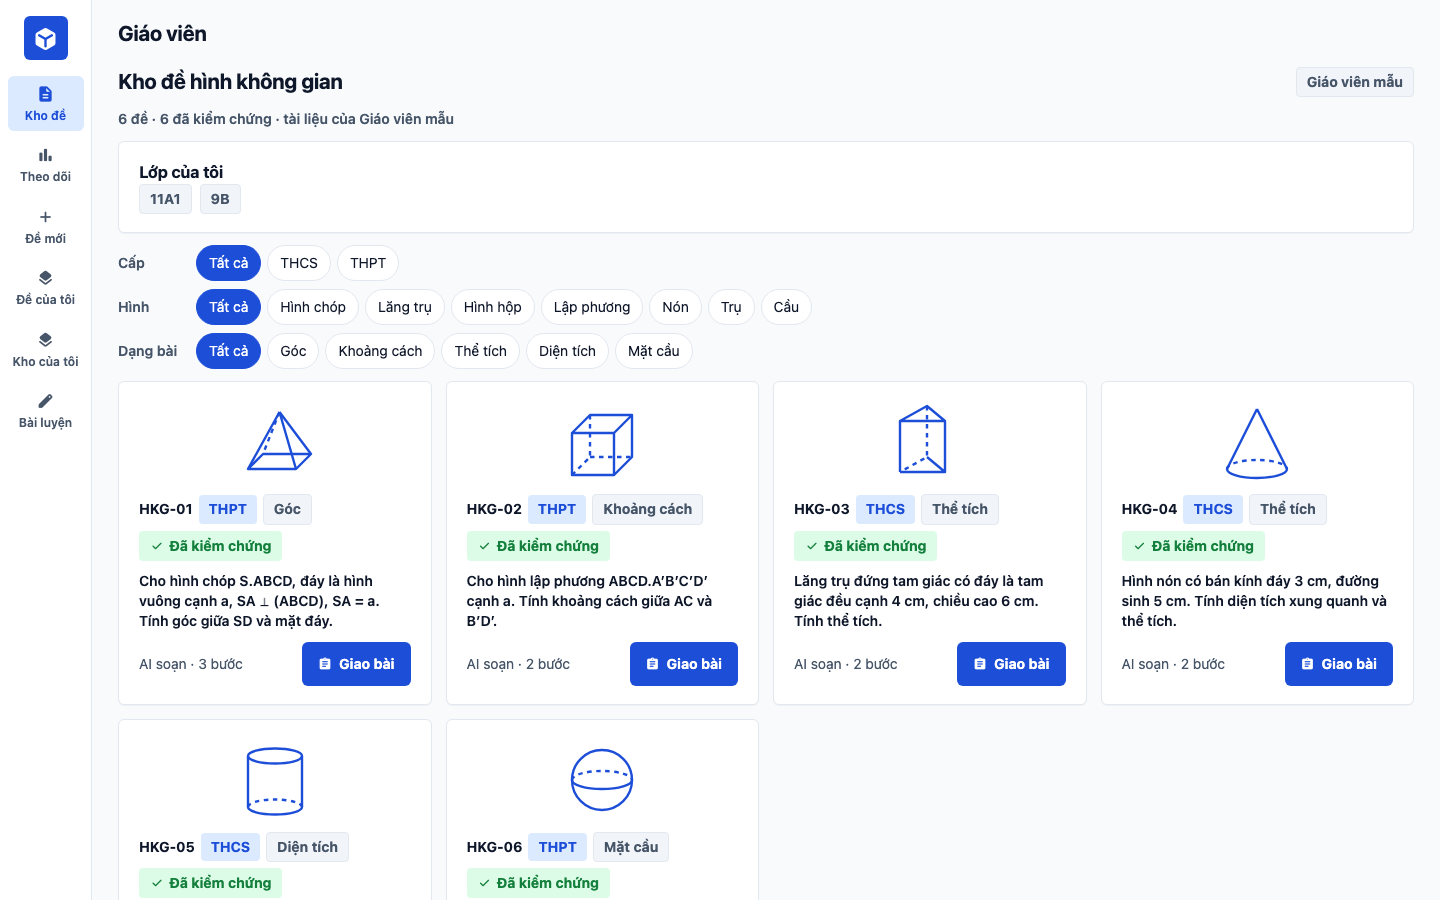 Giáo viên
Kho đề hình không gian
Giáo viên mẫu
6 đề · 6 đã kiểm chứng · tài liệu của Giáo viên mẫu
Kho đề
Theo dõi
Đề mới
Đề của tôi
Kho của tôi
Bài luyện
Lớp của tôi
11A1 9B
Cấp Tất cả THCS THPT
Hình Tất cả Hình chóp Lăng trụ Hình hộp Lập phương Nón Trụ Cầu
Dạng bài Tất cả Góc Khoảng cách Thể tích Diện tích Mặt cầu
HKG-01 THPT Góc
Đã kiểm chứng
Cho hình chóp S.ABCD, đáy là hình
vuông cạnh a, SA ⊥ (ABCD), SA = a.
Tính góc giữa SD và mặt đáy.
AI soạn · 3 bước
Giao bài
HKG-02 THPT Khoảng cách
Đã kiểm chứng
Cho hình lập phương ABCD.A’B’C’D’
cạnh a. Tính khoảng cách giữa AC và
B’D’.
AI soạn · 2 bước
Giao bài
HKG-03 THCS Thể tích
Đã kiểm chứng
Lăng trụ đứng tam giác có đáy là tam
giác đều cạnh 4 cm, chiều cao 6 cm.
Tính thể tích.
AI soạn · 2 bước
Giao bài
HKG-04 THCS Thể tích
Đã kiểm chứng
Hình nón có bán kính đáy 3 cm, đường
sinh 5 cm. Tính diện tích xung quanh và
thể tích.
AI soạn · 2 bước
Giao bài
HKG-05 THCS Diện tích
Đã kiểm chứng
HKG-06 THPT Mặt cầu
Đã kiểm chứng